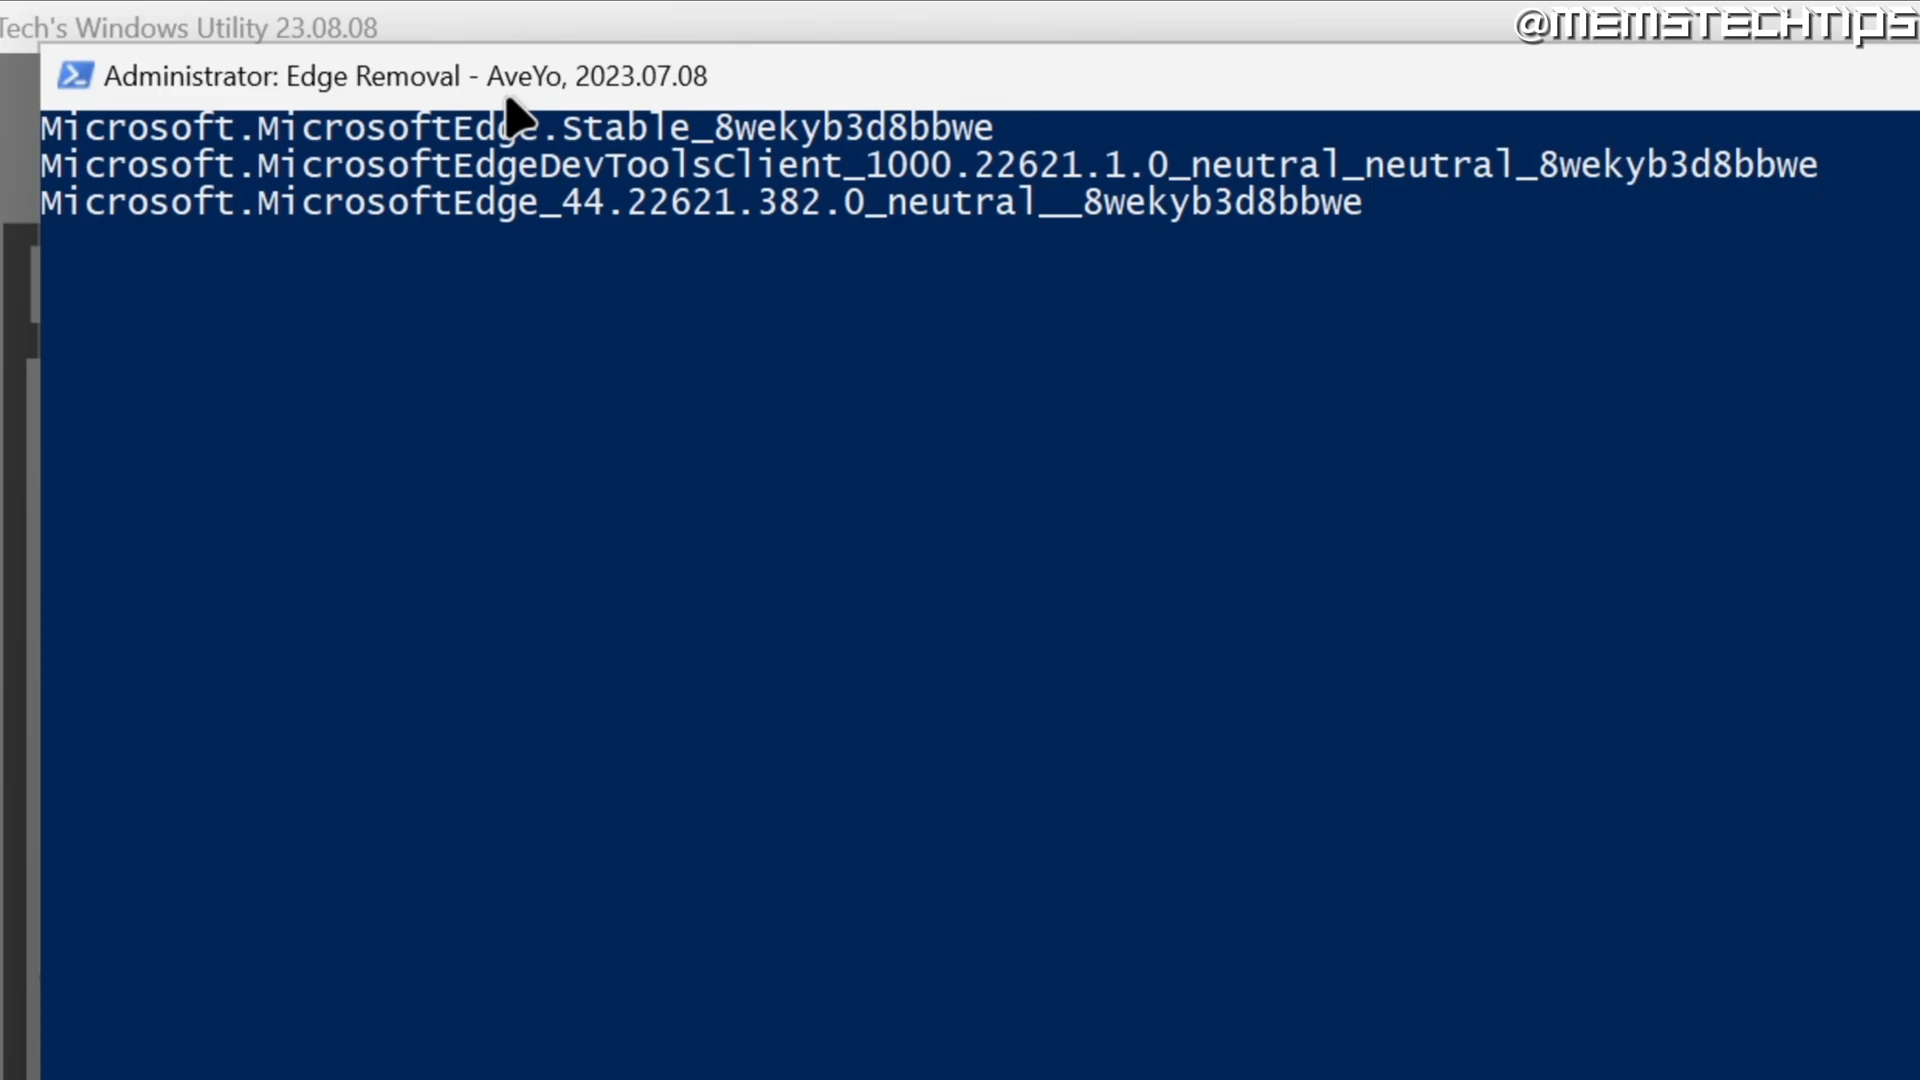 Tech's Windows Utility 23.08.08
@MEMSTECHTIPS
Administrator: Edge Removal - AveYo, 2023.07.08
Microsoft.MicrosoftEdge.Stable_8wekyb3d8bbwe
Microsoft.MicrosoftEdgeDevToolsClient_1000.22621.1.0_neutral_neutral_8wekyb3d8bbwe
Microsoft.MicrosoftEdge_44.22621.382.0_neutral__8wekyb3d8bbwe